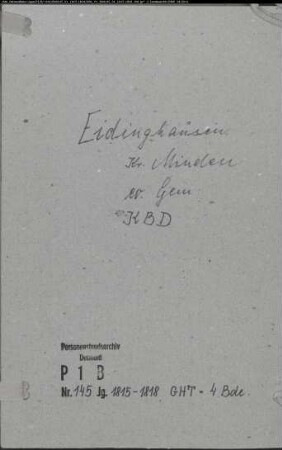 Eidinghausen
Kr. Minden
ev. Gem
KBD
Personenstandsarchiv
Detmold
P 1 B
B
Nr. 145 Jg. 1815-1818 GHT - 4 Bde.